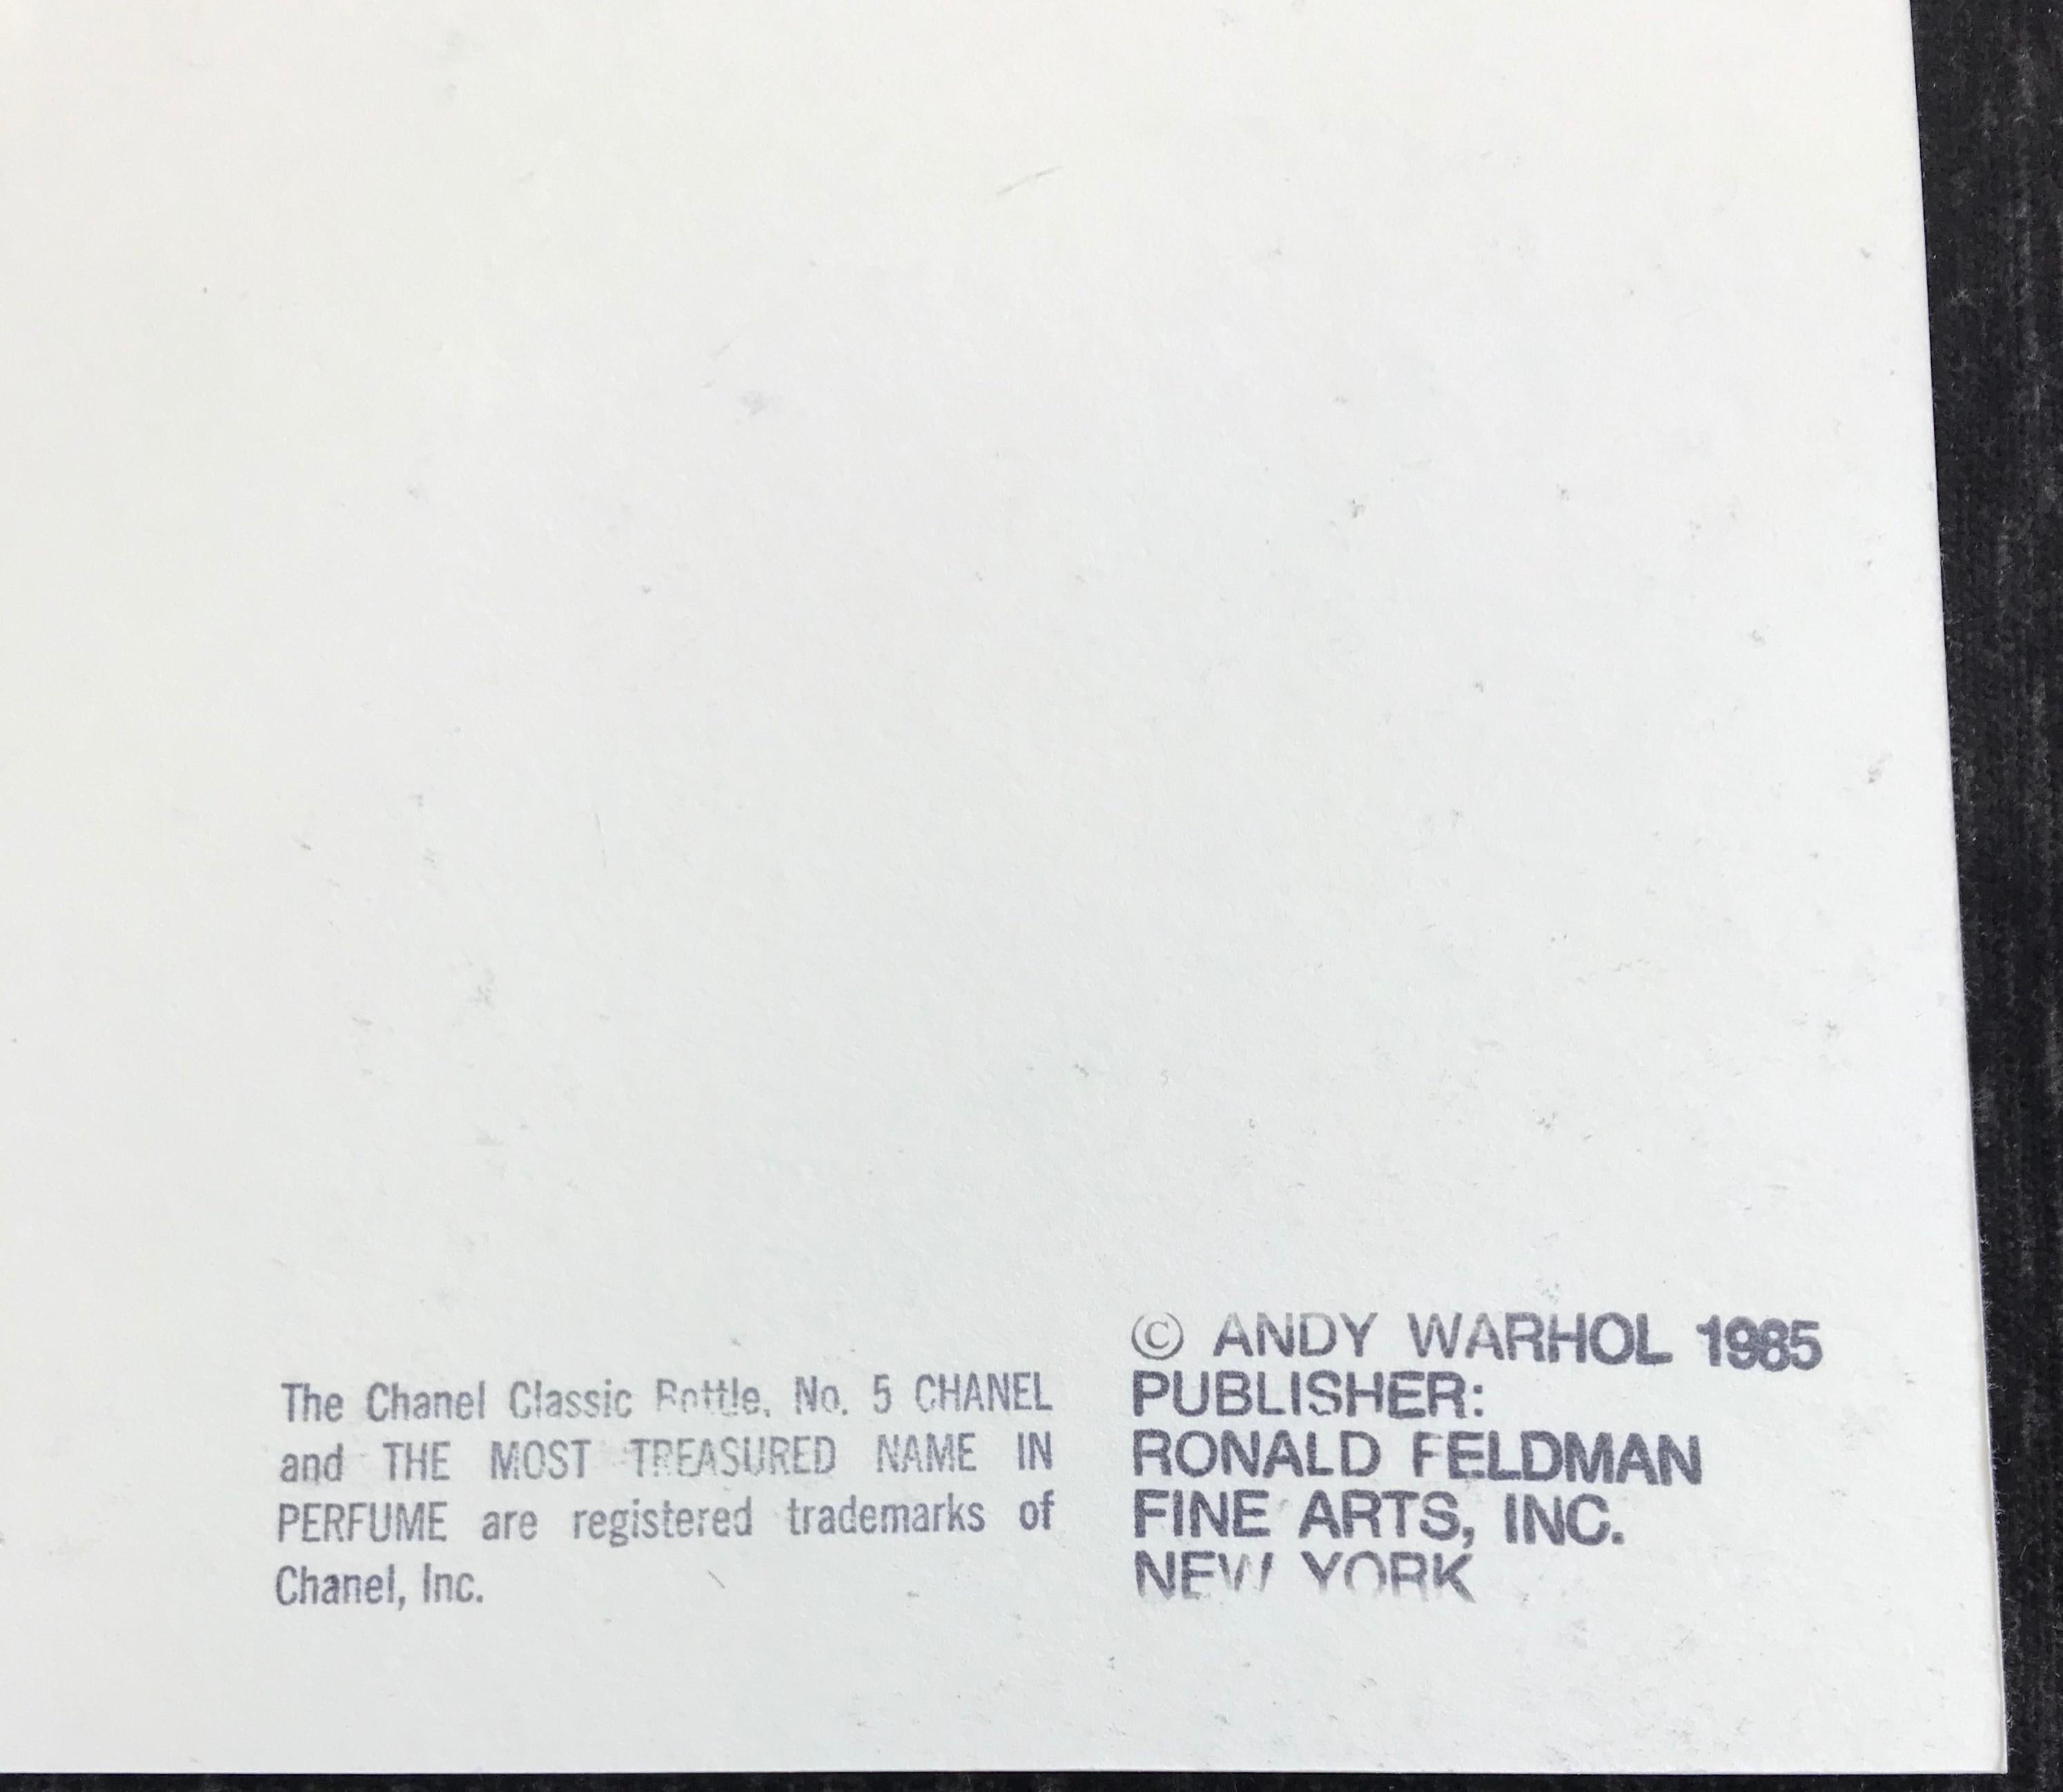 The Chanel Classic Bottle, No. 5 CHANEL
and THE MOST TREASURED NAME IN
PERFUME are registered trademarks of
Chanel, Inc.
© ANDY WARHOL 1985
PUBLISHER:
RONALD FELDMAN
FINE ARTS, INC.
NEW YORK